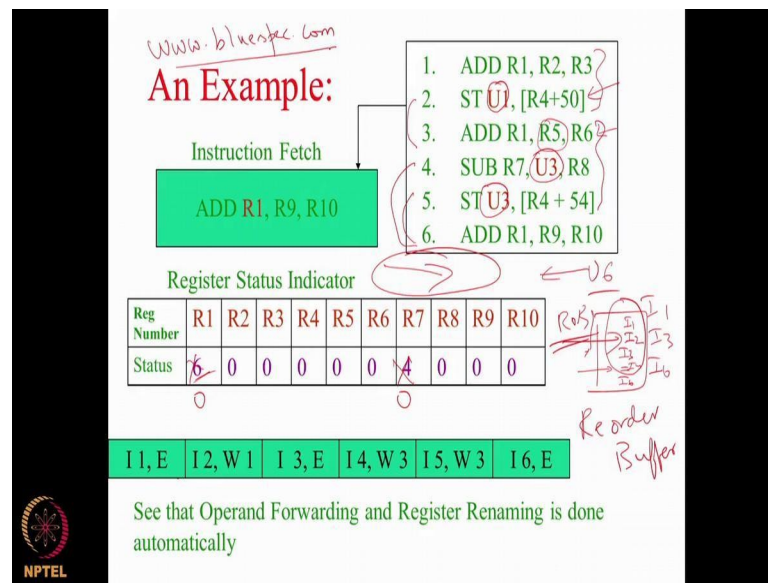 www.bluespec.com
An Example:
1. ADD R1, R2, R3
2. ST U1, [R4+50]
3. ADD R1, R5, R6
4. SUB R7, U3, R8
5. ST U3, [R4 + 54]
6. ADD R1, R9, R10
Instruction Fetch
ADD R1, R9, R10
U6
Register Status Indicator
Reg Number R1 R2 R3 R4 R5 R6 R7 R8 R9 R10
Status 6 0 0 0 0 0 4 0 0 0
0 0
ROB
I1 I1
I2 I3
I3
I6 I6
Reorder
Buffer
I 1, E I 2, W 1 I 3, E I 4, W 3 I 5, W 3 I 6, E
See that Operand Forwarding and Register Renaming is done
automatically
NPTEL